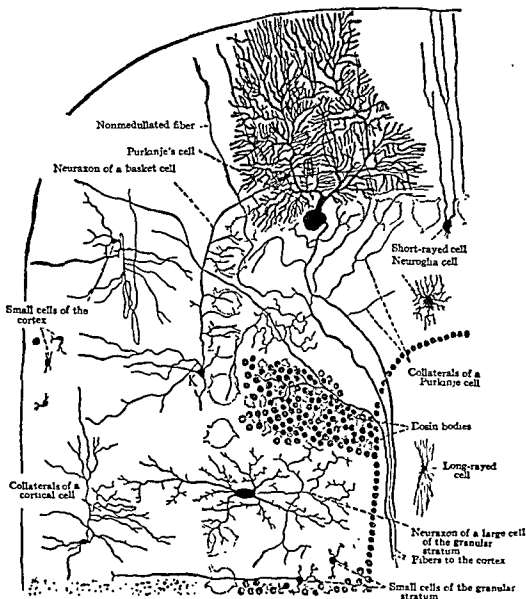 Nonmedullated fiber
Purkinje's cell
Neuraxon of a basket cell
Short-rayed cell
Neuroglia cell
Small cells of the
cortex
Collaterals of a
Purkinje cell
Eosin bodies
Long-rayed
cell
Collaterals of a
cortical cell
Neuraxon of a large cell
of the granular
stratum
Fibers to the cortex
Small cells of the granular
stratum